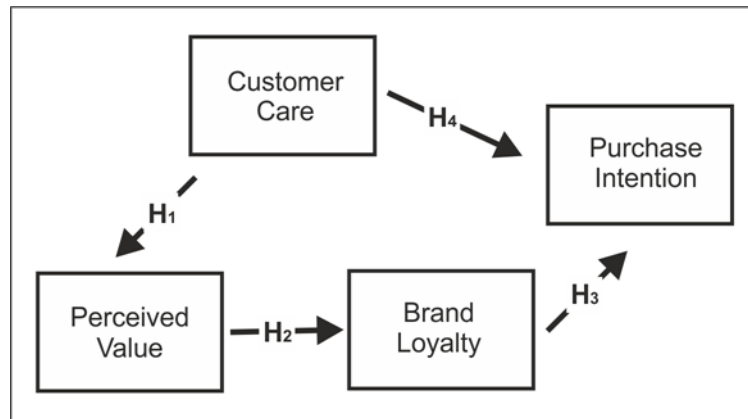 Customer
Care
H₄
Purchase
Intention
H₁
Perceived
Value
H₂
Brand
Loyalty
H₃